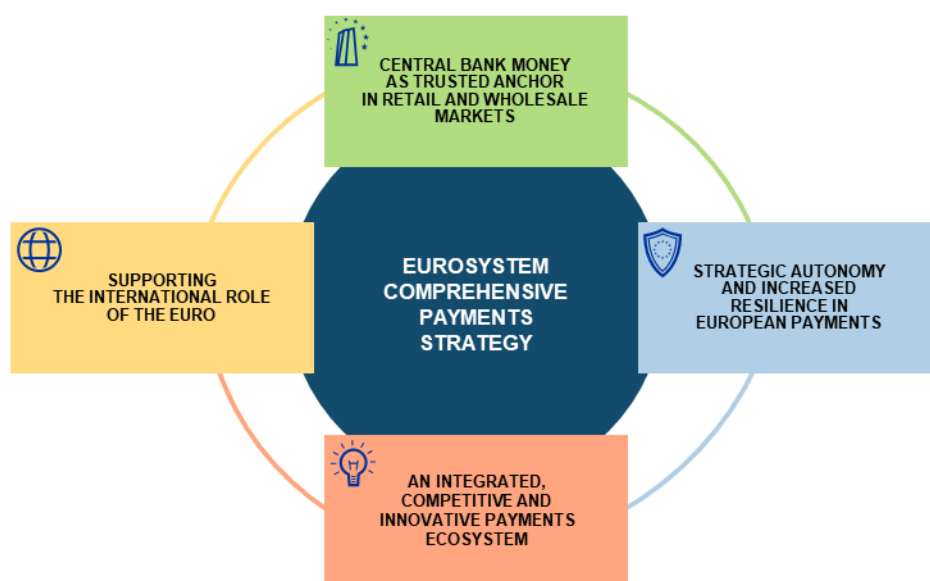 CENTRAL BANK MONEY
AS TRUSTED ANCHOR
IN RETAIL AND WHOLESALE
MARKETS
SUPPORTING
THE INTERNATIONAL ROLE
OF THE EURO
EUROSYSTEM
COMPREHENSIVE
PAYMENTS
STRATEGY
STRATEGIC AUTONOMY
AND INCREASED
RESILIENCE IN
EUROPEAN PAYMENTS
AN INTEGRATED,
COMPETITIVE AND
INNOVATIVE PAYMENTS
ECOSYSTEM